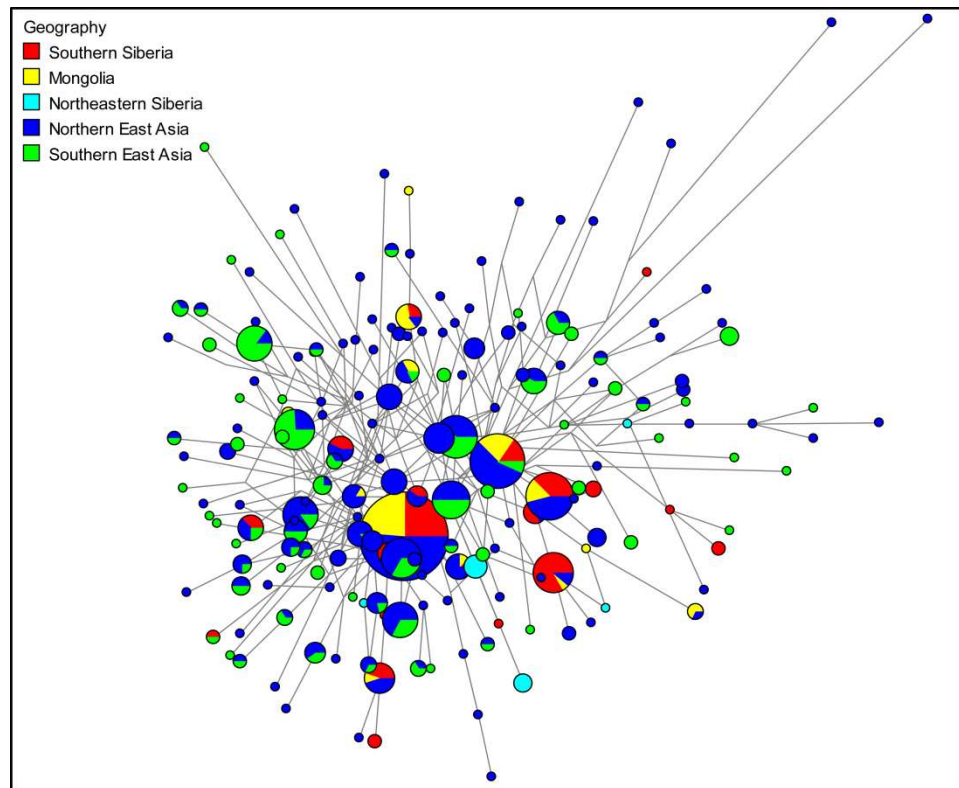 Geography
Southern Siberia
Mongolia
Northeastern Siberia
Northern East Asia
Southern East Asia